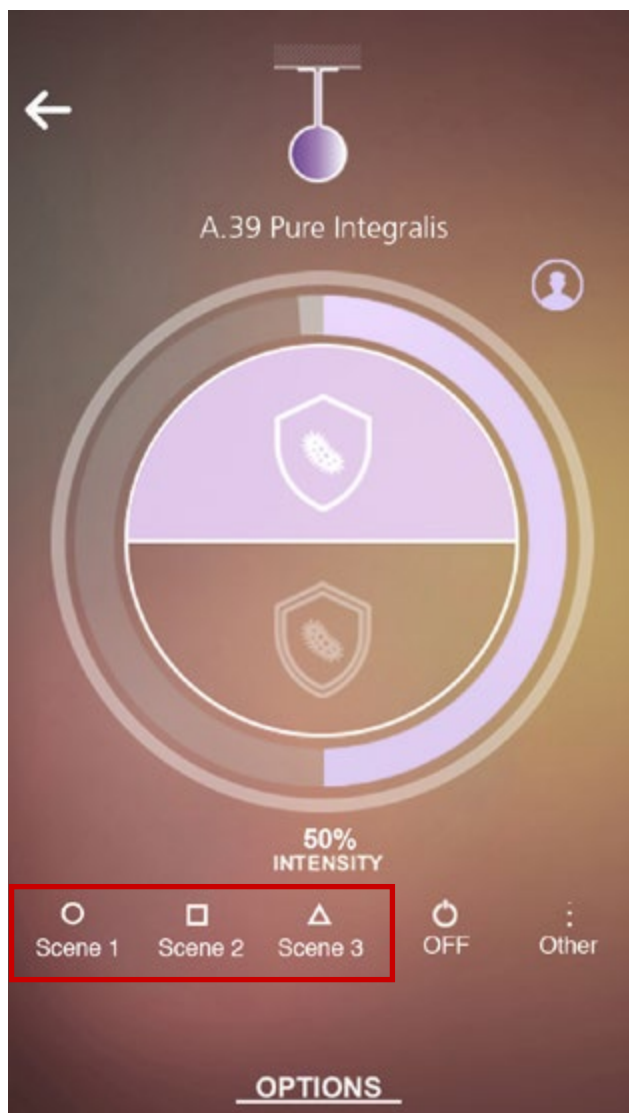 A.39 Pure Integralis
50%
INTENSITY
Scene 1 Scene 2 Scene 3 OFF Other
OPTIONS